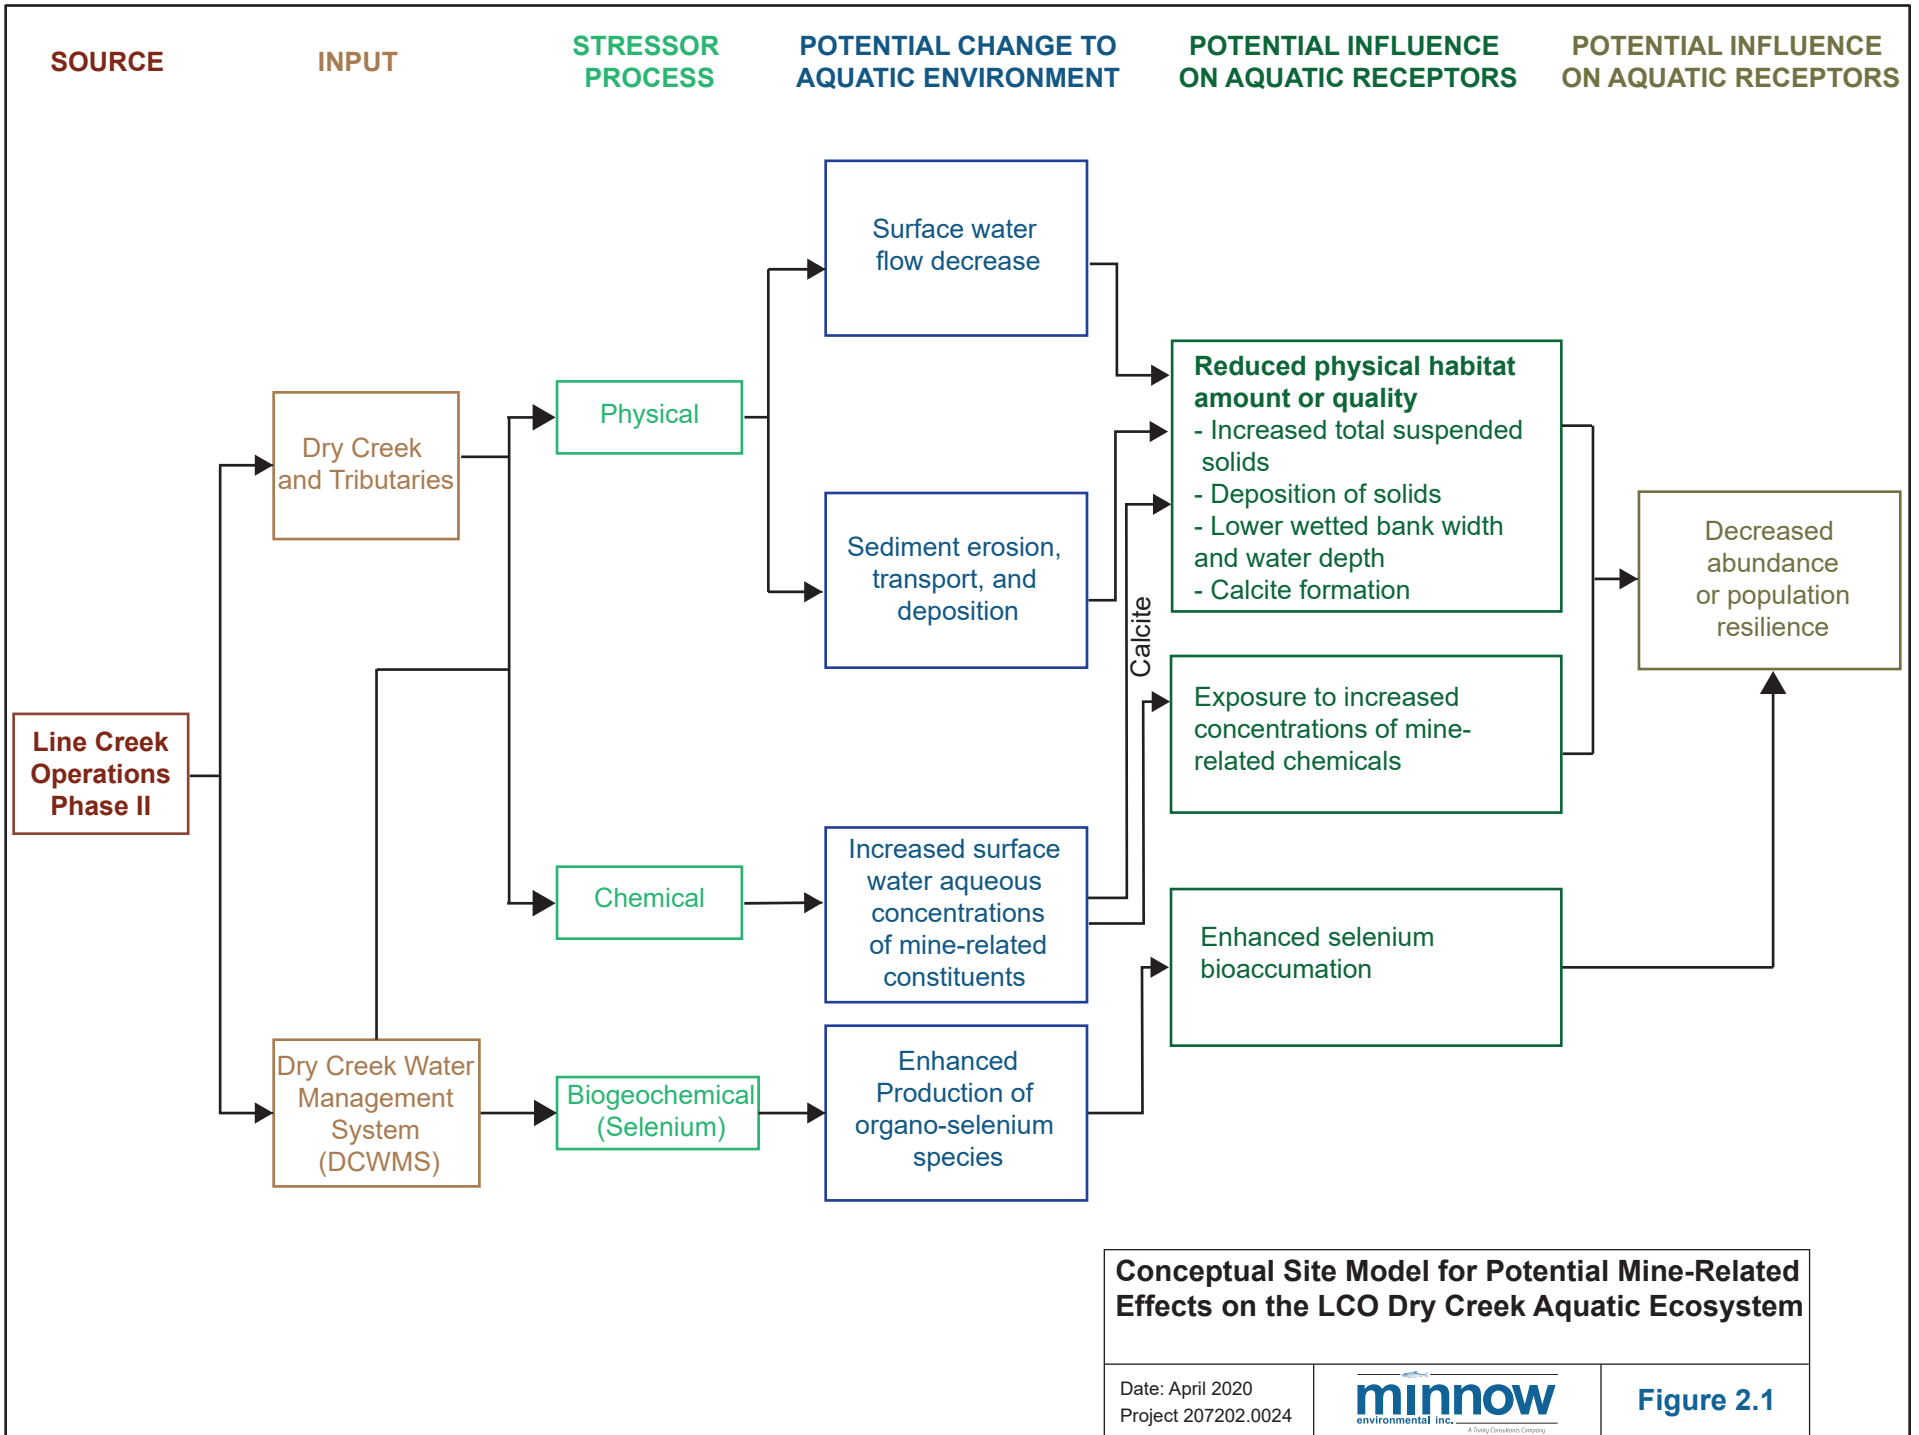 SOURCE
INPUT
STRESSOR
PROCESS
POTENTIAL CHANGE TO
AQUATIC ENVIRONMENT
POTENTIAL INFLUENCE
ON AQUATIC RECEPTORS
POTENTIAL INFLUENCE
ON AQUATIC RECEPTORS
Line Creek
Operations
Phase II
Dry Creek
and Tributaries
Dry Creek Water
Management
System
(DCWMS)
Physical
Chemical
Biogeochemical
(Selenium)
Surface water
flow decrease
Sediment erosion,
transport, and
deposition
Increased surface
water aqueous
concentrations
of mine-related
constituents
Enhanced
Production of
organo-selenium
species
Calcite
Reduced physical habitat
amount or quality
- Increased total suspended
solids
- Deposition of solids
- Lower wetted bank width
and water depth
- Calcite formation
Exposure to increased
concentrations of mine-
related chemicals
Enhanced selenium
bioaccumation
Decreased
abundance
or population
resilience
Conceptual Site Model for Potential Mine-Related
Effects on the LCO Dry Creek Aquatic Ecosystem
Date: April 2020
Project 207202.0024
minnow
environmental inc.
A Trinity Consultants Company
Figure 2.1